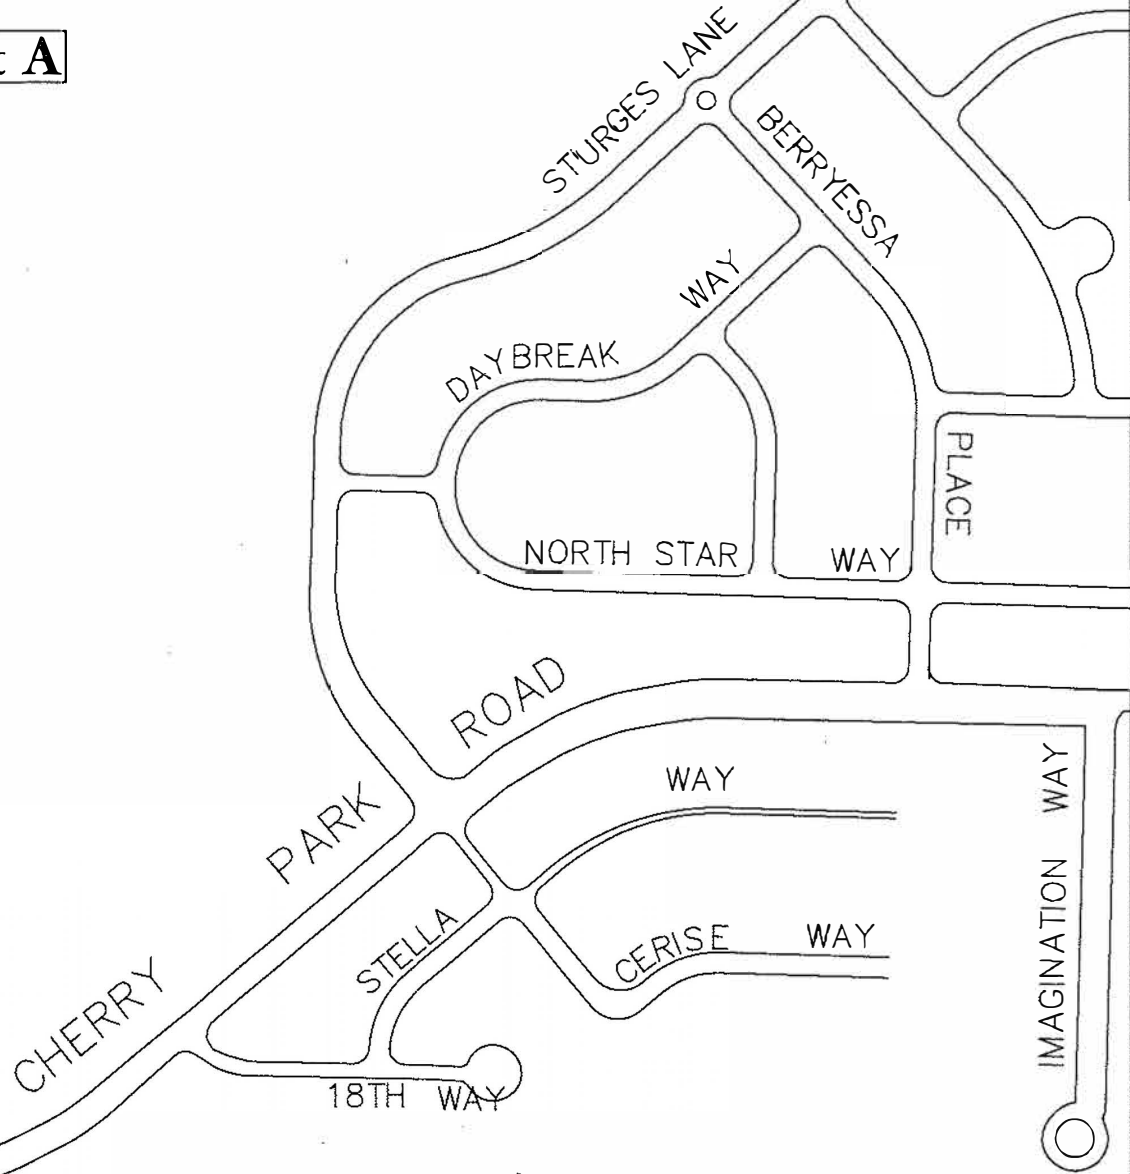 A
STURGES LANE
BERRYESSA
PLACE
DAYBREAK WAY
NORTH STAR WAY
CHERRY PARK ROAD
STELLA WAY
CERISE WAY
IMAGINATION WAY
18TH WAY